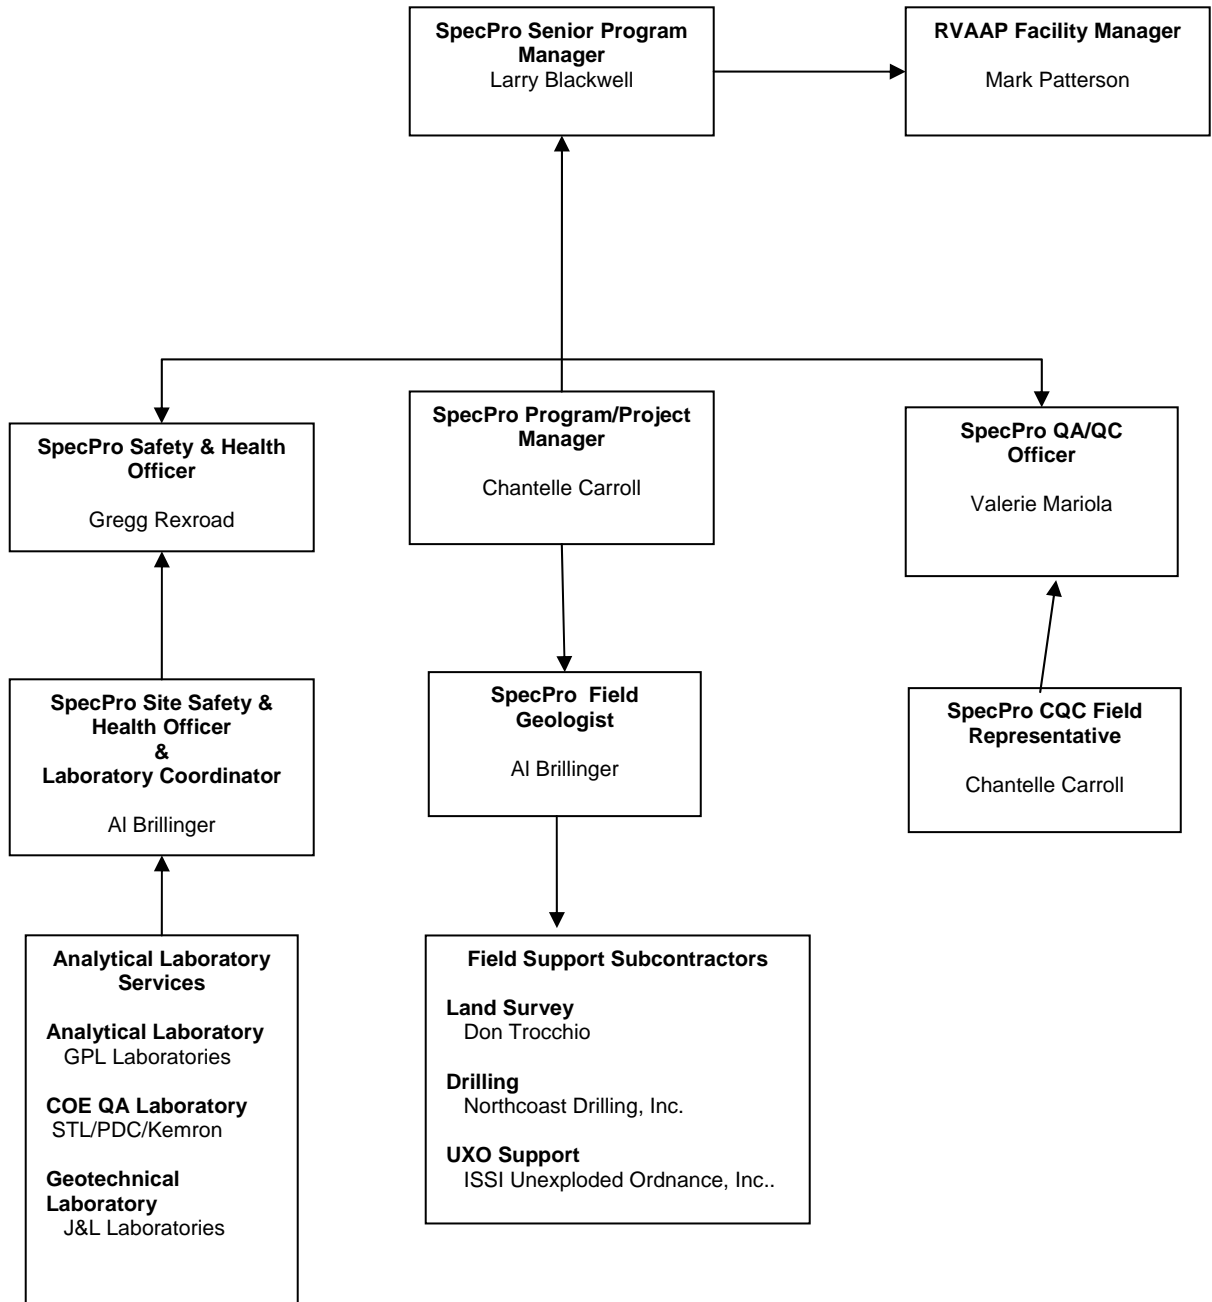 SpecPro Senior Program
Manager
Larry Blackwell
RVAAP Facility Manager
Mark Patterson
SpecPro Safety & Health
Officer
Gregg Rexroad
SpecPro Program/Project
Manager
Chantelle Carroll
SpecPro QA/QC
Officer
Valerie Mariola
SpecPro Site Safety &
Health Officer
&
Laboratory Coordinator
Al Brillinger
SpecPro Field
Geologist
Al Brillinger
SpecPro CQC Field
Representative
Chantelle Carroll
Analytical Laboratory
Services
Analytical Laboratory
GPL Laboratories
COE QA Laboratory
STL/PDC/Kemron
Geotechnical
Laboratory
J&L Laboratories
Field Support Subcontractors
Land Survey
Don Trocchio
Drilling
Northcoast Drilling, Inc.
UXO Support
ISSI Unexploded Ordnance, Inc..